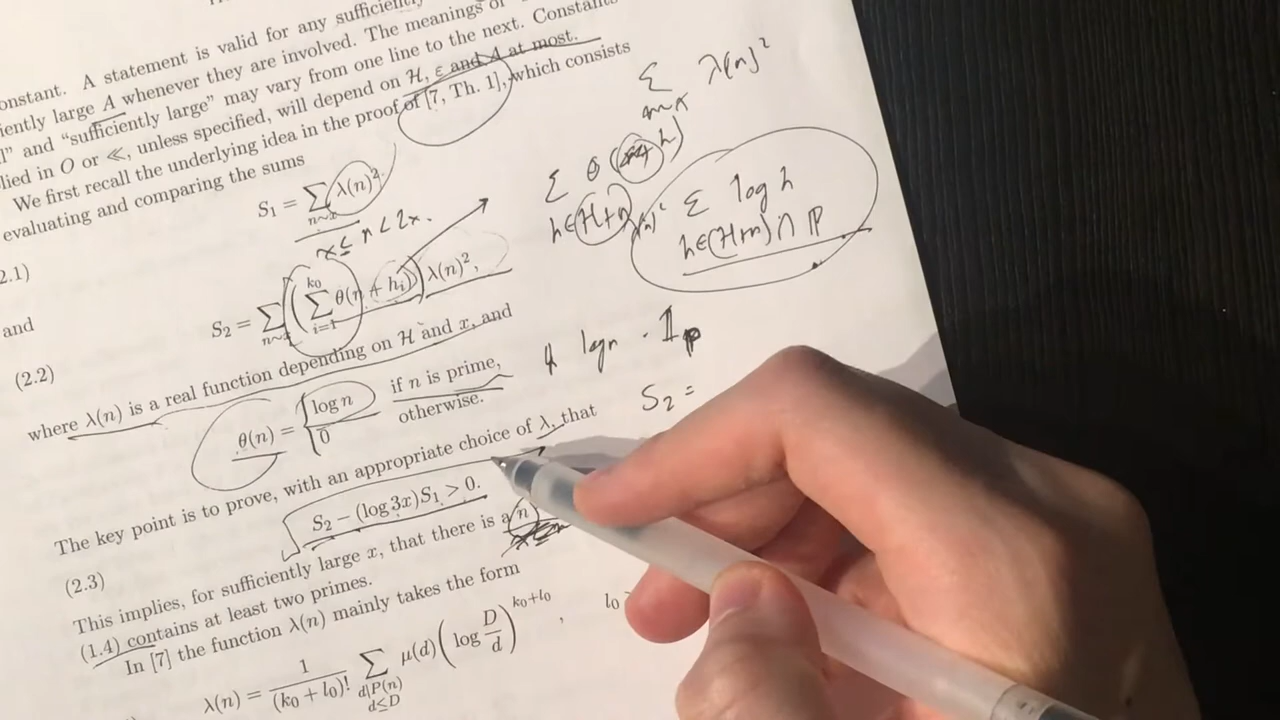 onstant. A statement is valid for any sufficiently
iently large A whenever they are involved. The meanings of
l" and "sufficiently large" may vary from one line to the next. Constants
lied in O or ≪, unless specified, will depend on H, ε and A at most.
We first recall the underlying idea in the proof of [7, Th. 1], which consists
evaluating and comparing the sums
2.1)
S₁ = ∑_{n∼x} λ(n)²,
x ≤ n < 2x.
and
(2.2)
S₂ = ∑_{n∼x} (∑_{i=1}^{k₀} θ(n + hᵢ)) λ(n)²,
where λ(n) is a real function depending on H and x, and
θ(n) = { log n if n is prime,
0 otherwise.
The key point is to prove, with an appropriate choice of λ, that
(2.3)
S₂ − (log 3x)S₁ > 0.
This implies, for sufficiently large x, that there is a n
(1.4) contains at least two primes.
In [7] the function λ(n) mainly takes the form
λ(n) = 1/(k₀ + l₀)! ∑_{d|P(n), d≤D} μ(d) (log D/d)^{k₀+l₀}, l₀
∑_{n∼x} λ(n)²
∑_{h∈H+n} θ( h) λ(n)²
∑_{h∈(H+n)∩ℙ} log h
log n · 1_P
S₂ =